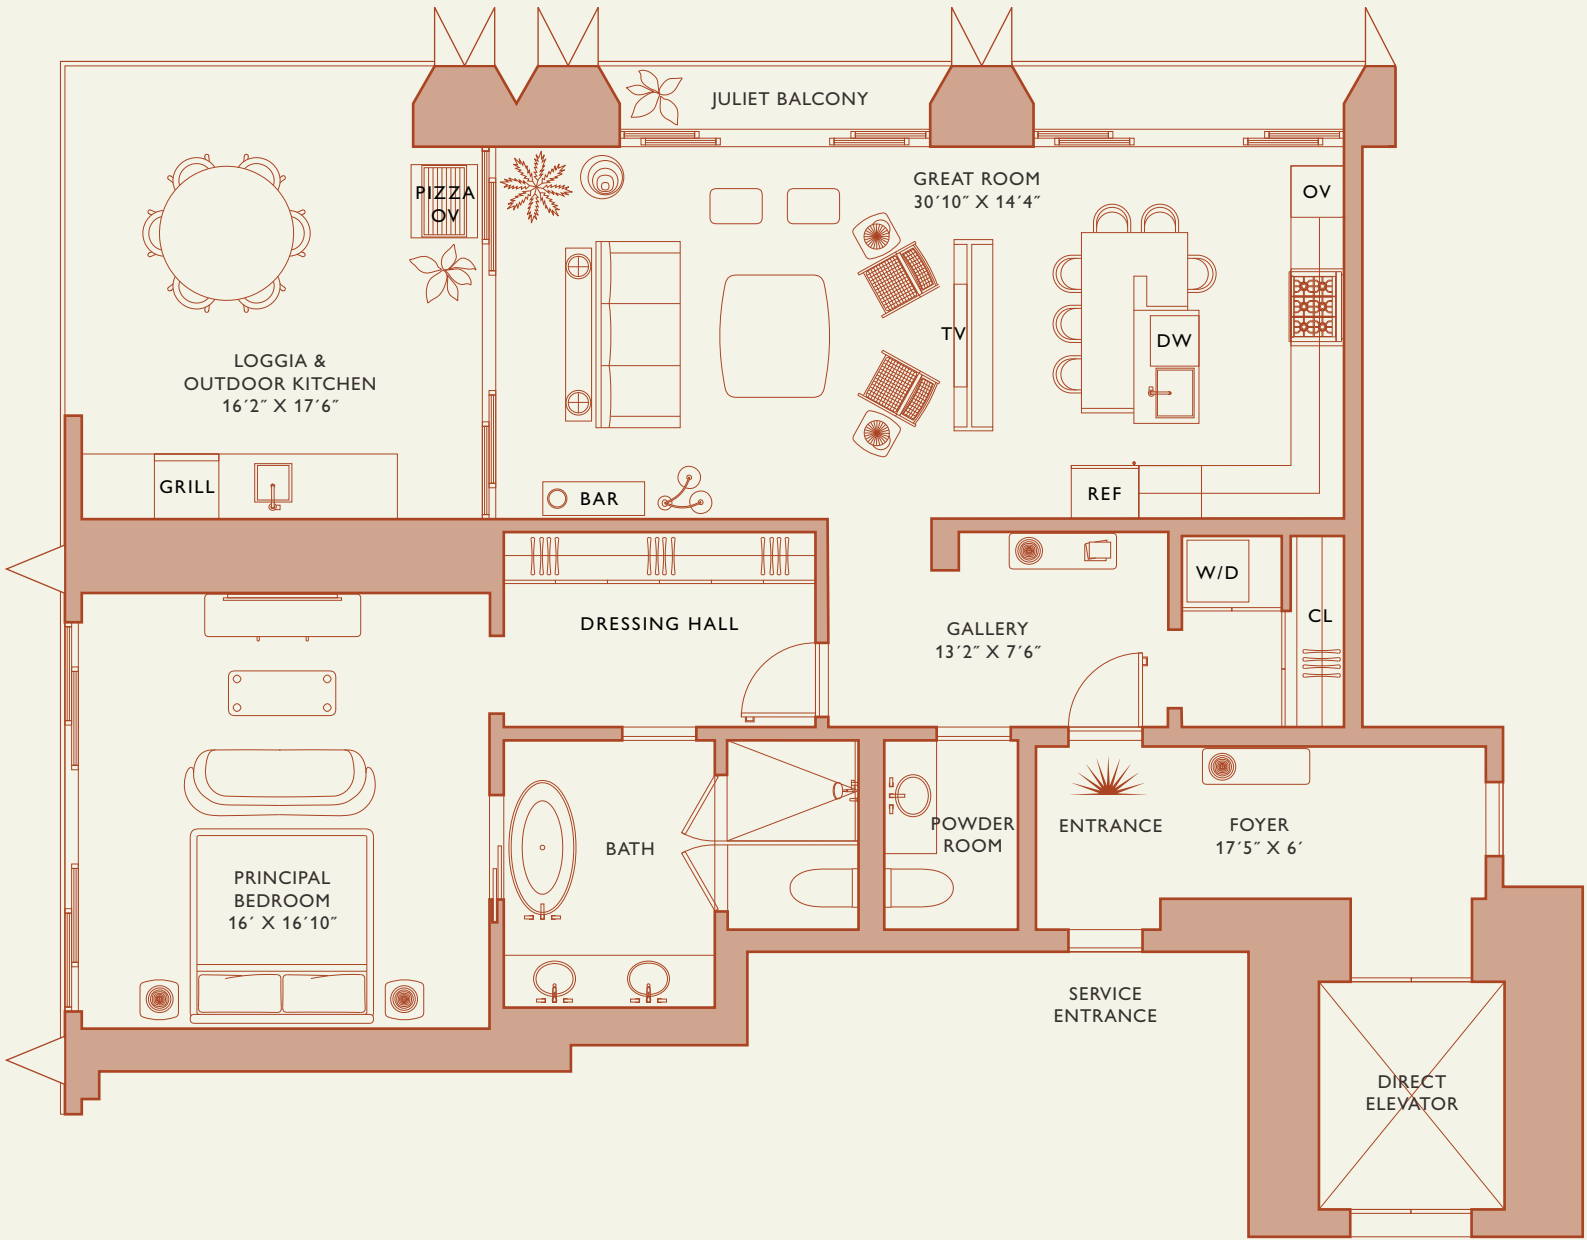 JULIET BALCONY
PIZZA
OV
GREAT ROOM
30´10˝ X 14´4˝
OV
TV
DW
LOGGIA &
OUTDOOR KITCHEN
16´2˝ X 17´6˝
GRILL
BAR
REF
DRESSING HALL
GALLERY
13´2˝ X 7´6˝
W/D
CL
PRINCIPAL
BEDROOM
16´ X 16´10˝
BATH
POWDER
ROOM
ENTRANCE
FOYER
17´5˝ X 6´
SERVICE
ENTRANCE
DIRECT
ELEVATOR